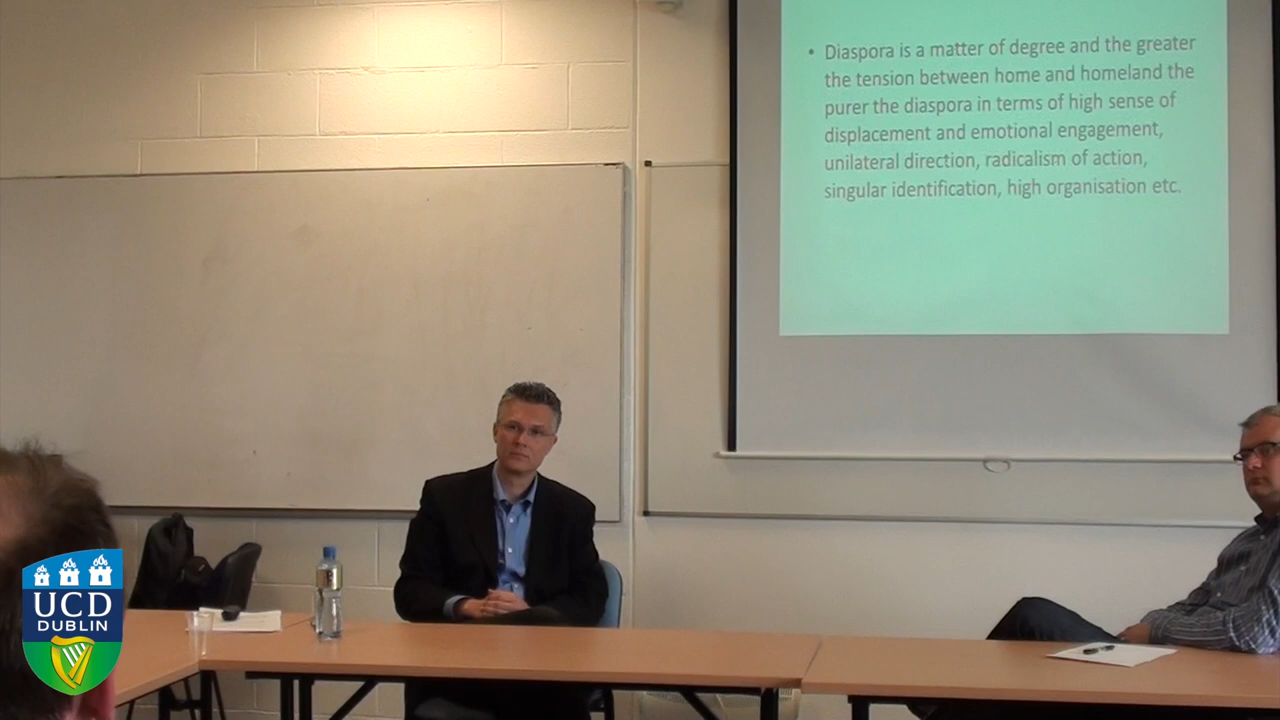 • Diaspora is a matter of degree and the greater
the tension between home and homeland the
purer the diaspora in terms of high sense of
displacement and emotional engagement,
unilateral direction, radicalism of action,
singular identification, high organisation etc.
UCD
DUBLIN